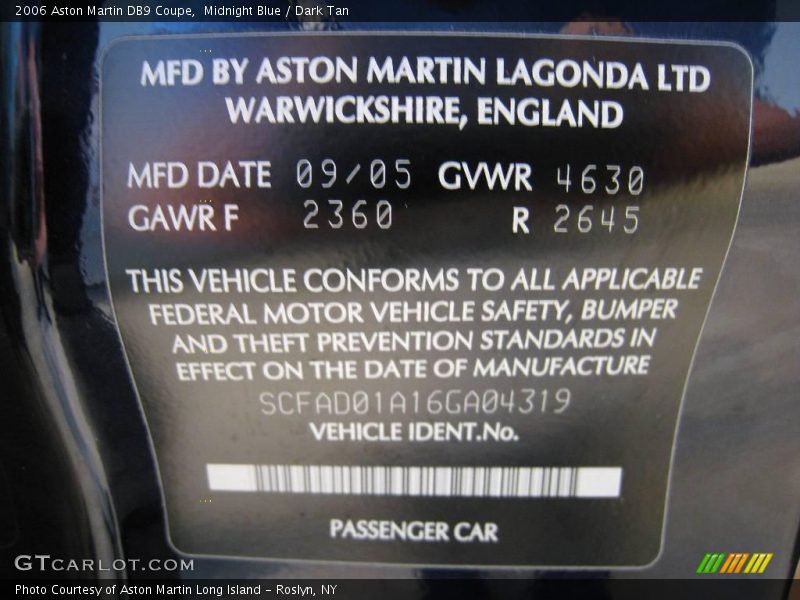 2006 Aston Martin DB9 Coupe,  Midnight Blue / Dark Tan
MFD BY ASTON MARTIN LAGONDA LTD
WARWICKSHIRE, ENGLAND
MFD DATE 09/05 GVWR 4630
GAWR F 2360 R 2645
THIS VEHICLE CONFORMS TO ALL APPLICABLE
FEDERAL MOTOR VEHICLE SAFETY, BUMPER
AND THEFT PREVENTION STANDARDS IN
EFFECT ON THE DATE OF MANUFACTURE
SCFAD01A16GA04319
VEHICLE IDENT.No.
PASSENGER CAR
GTCARLOT.COM
Photo Courtesy of Aston Martin Long Island – Roslyn, NY